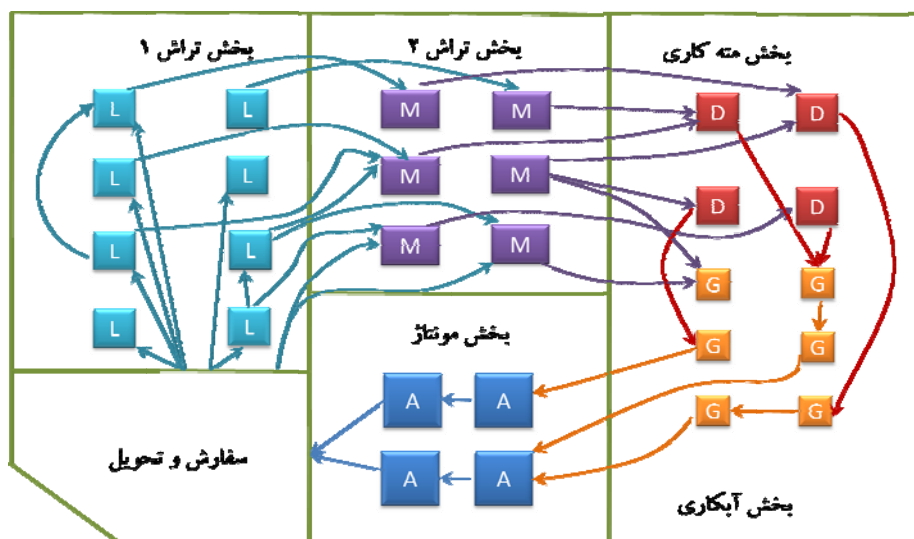 بخش تراش ۱
بخش تراش ۲
بخش مته کاری
L L M M D D
L L M M
D D
L L M M
G G
L L
بخش مونتاژ
G G
A A
G G
سفارش و تحویل
A A
بخش آبکاری